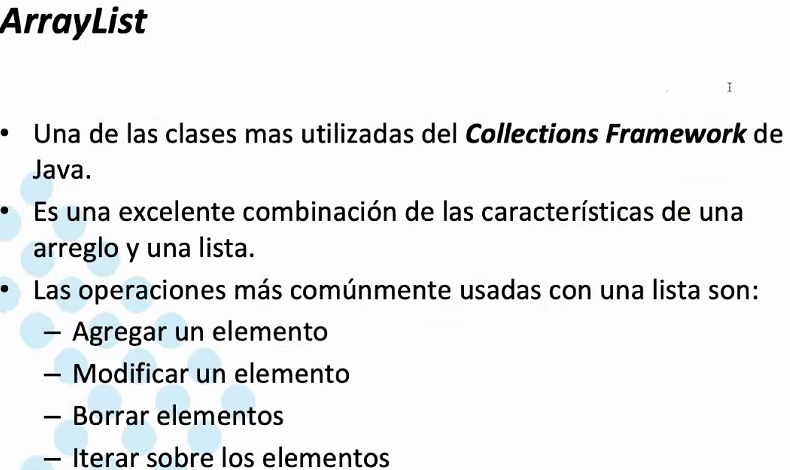 ArrayList
• Una de las clases mas utilizadas del Collections Framework de
Java.
• Es una excelente combinación de las características de una
arreglo y una lista.
• Las operaciones más comúnmente usadas con una lista son:
– Agregar un elemento
– Modificar un elemento
– Borrar elementos
– Iterar sobre los elementos